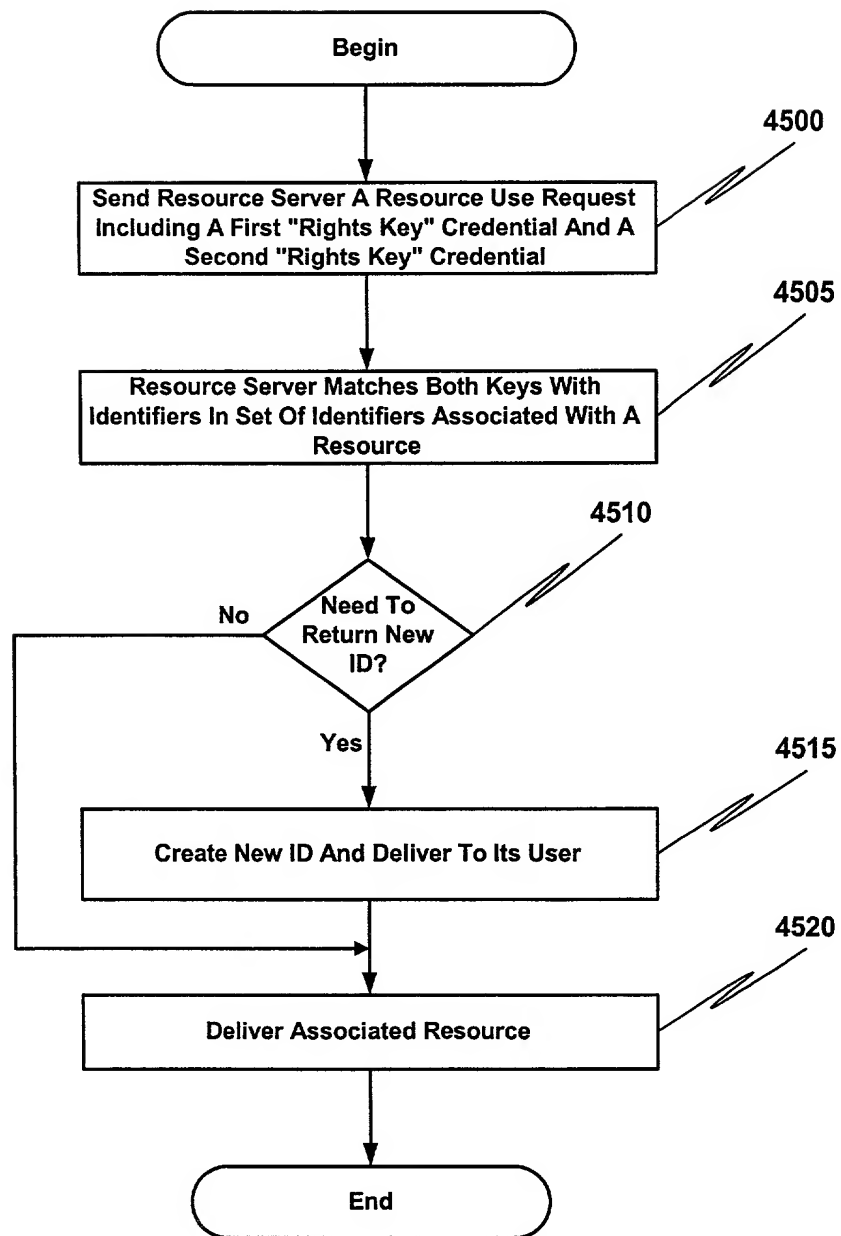 Begin
4500
Send Resource Server A Resource Use Request
Including A First "Rights Key" Credential And A
Second "Rights Key" Credential
4505
Resource Server Matches Both Keys With
Identifiers In Set Of Identifiers Associated With A
Resource
4510
Need To
Return New
ID?
No
Yes
4515
Create New ID And Deliver To Its User
4520
Deliver Associated Resource
End